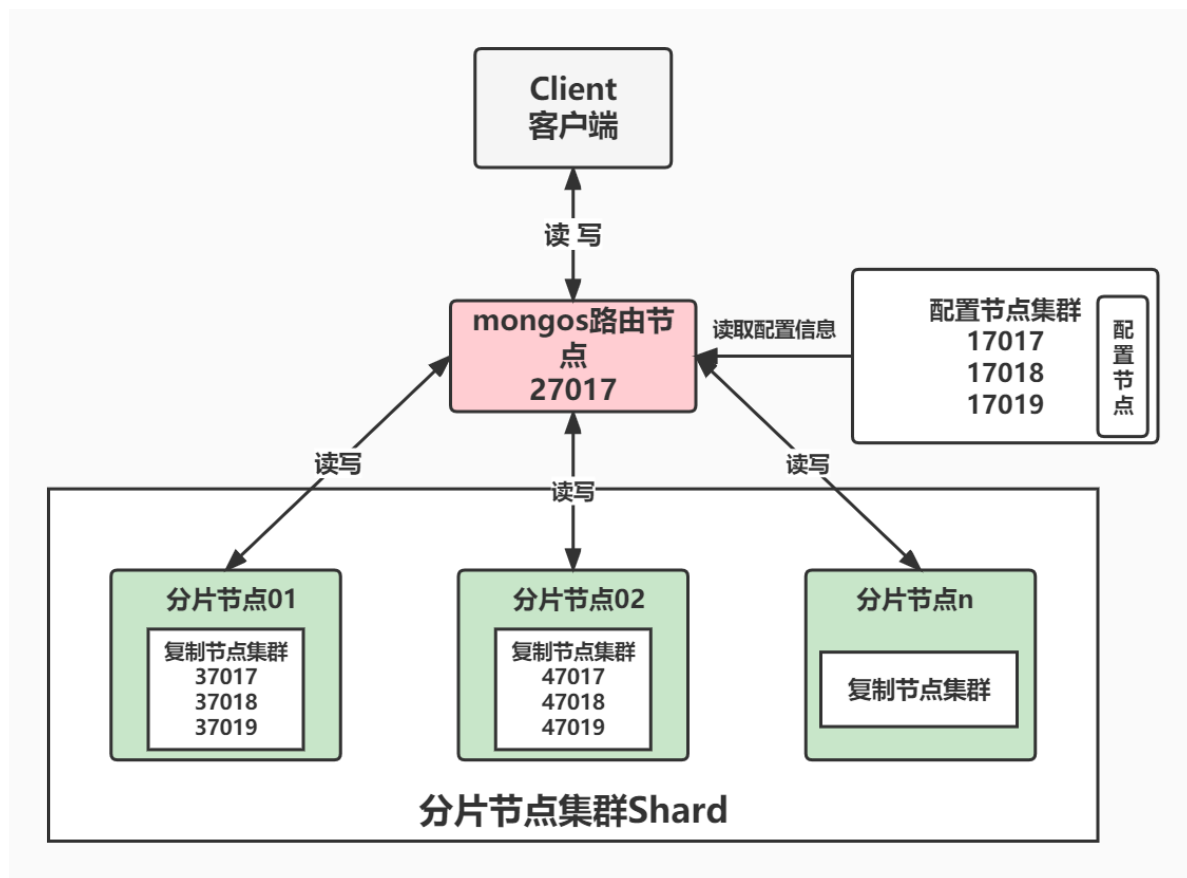 Client
客户端
读 写
mongos路由节
点
27017
读取配置信息
配置节点集群
17017
17018
17019
配
置
节
点
读写
读写
读写
分片节点01
复制节点集群
37017
37018
37019
分片节点02
复制节点集群
47017
47018
47019
分片节点n
复制节点集群
分片节点集群Shard